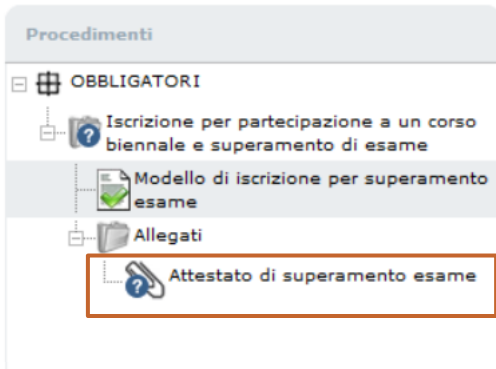 Procedimenti
OBBLIGATORI
Iscrizione per partecipazione a un corso
biennale e superamento di esame
Modello di iscrizione per superamento
esame
Allegati
Attestato di superamento esame